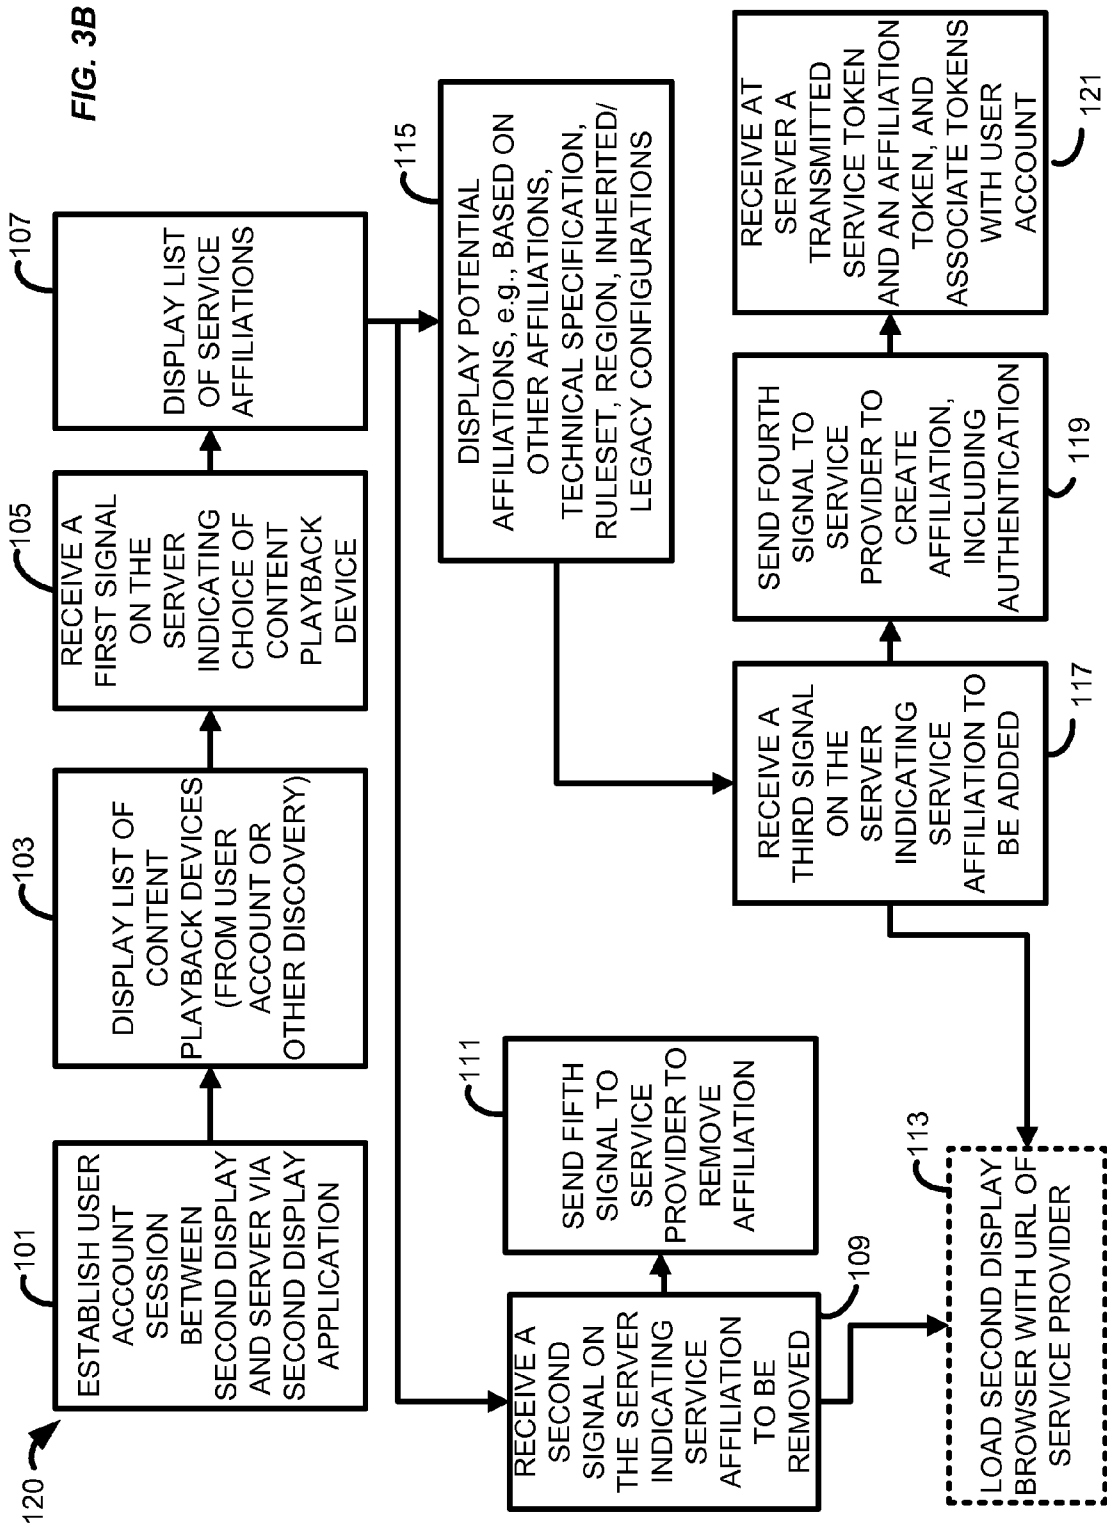 FIG. 3B
120
101
ESTABLISH USER
ACCOUNT
SESSION
BETWEEN
SECOND DISPLAY
AND SERVER VIA
SECOND DISPLAY
APPLICATION
103
DISPLAY LIST OF
CONTENT
PLAYBACK DEVICES
(FROM USER
ACCOUNT OR
OTHER DISCOVERY)
105
RECEIVE A
FIRST SIGNAL
ON THE
SERVER
INDICATING
CHOICE OF
CONTENT
PLAYBACK
DEVICE
107
DISPLAY LIST
OF SERVICE
AFFILIATIONS
109
RECEIVE A
SECOND
SIGNAL ON
THE SERVER
INDICATING
SERVICE
AFFILIATION
TO BE
REMOVED
111
SEND FIFTH
SIGNAL TO
SERVICE
PROVIDER TO
REMOVE
AFFILIATION
113
LOAD SECOND DISPLAY
BROWSER WITH URL OF
SERVICE PROVIDER
115
DISPLAY POTENTIAL
AFFILIATIONS, e.g., BASED ON
OTHER AFFILIATIONS,
TECHNICAL SPECIFICATION,
RULESET, REGION, INHERITED/
LEGACY CONFIGURATIONS
117
RECEIVE A
THIRD SIGNAL
ON THE
SERVER
INDICATING
SERVICE
AFFILIATION TO
BE ADDED
119
SEND FOURTH
SIGNAL TO
SERVICE
PROVIDER TO
CREATE
AFFILIATION,
INCLUDING
AUTHENTICATION
121
RECEIVE AT
SERVER A
TRANSMITTED
SERVICE TOKEN
AND AN AFFILIATION
TOKEN, AND
ASSOCIATE TOKENS
WITH USER
ACCOUNT